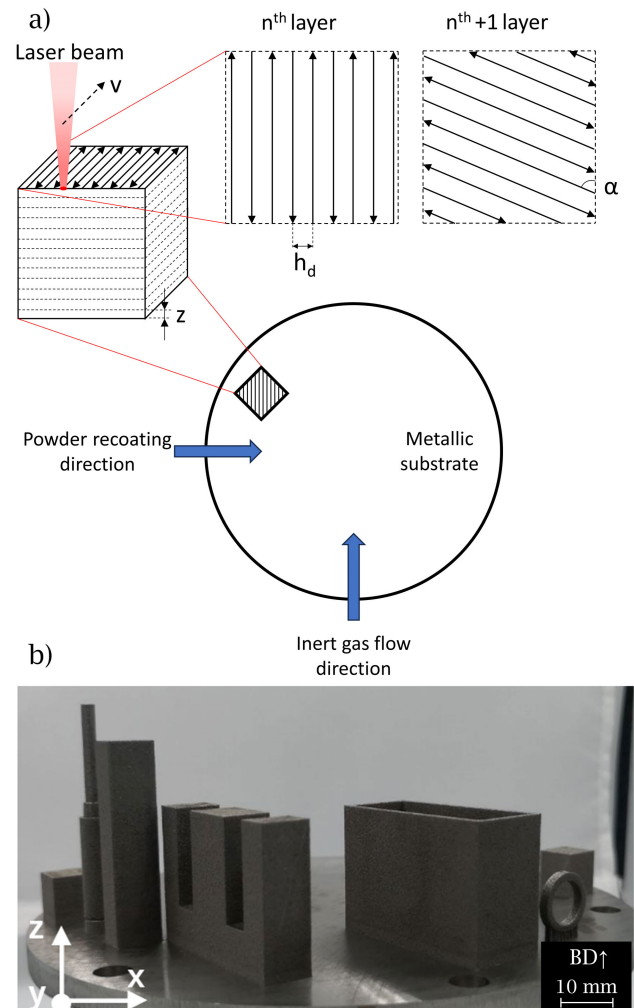 a)
nth layer
nth +1 layer
Laser beam
v
α
hd
z
Powder recoating
direction
Metallic
substrate
Inert gas flow
direction
b)
z
y
x
BD↑
10 mm